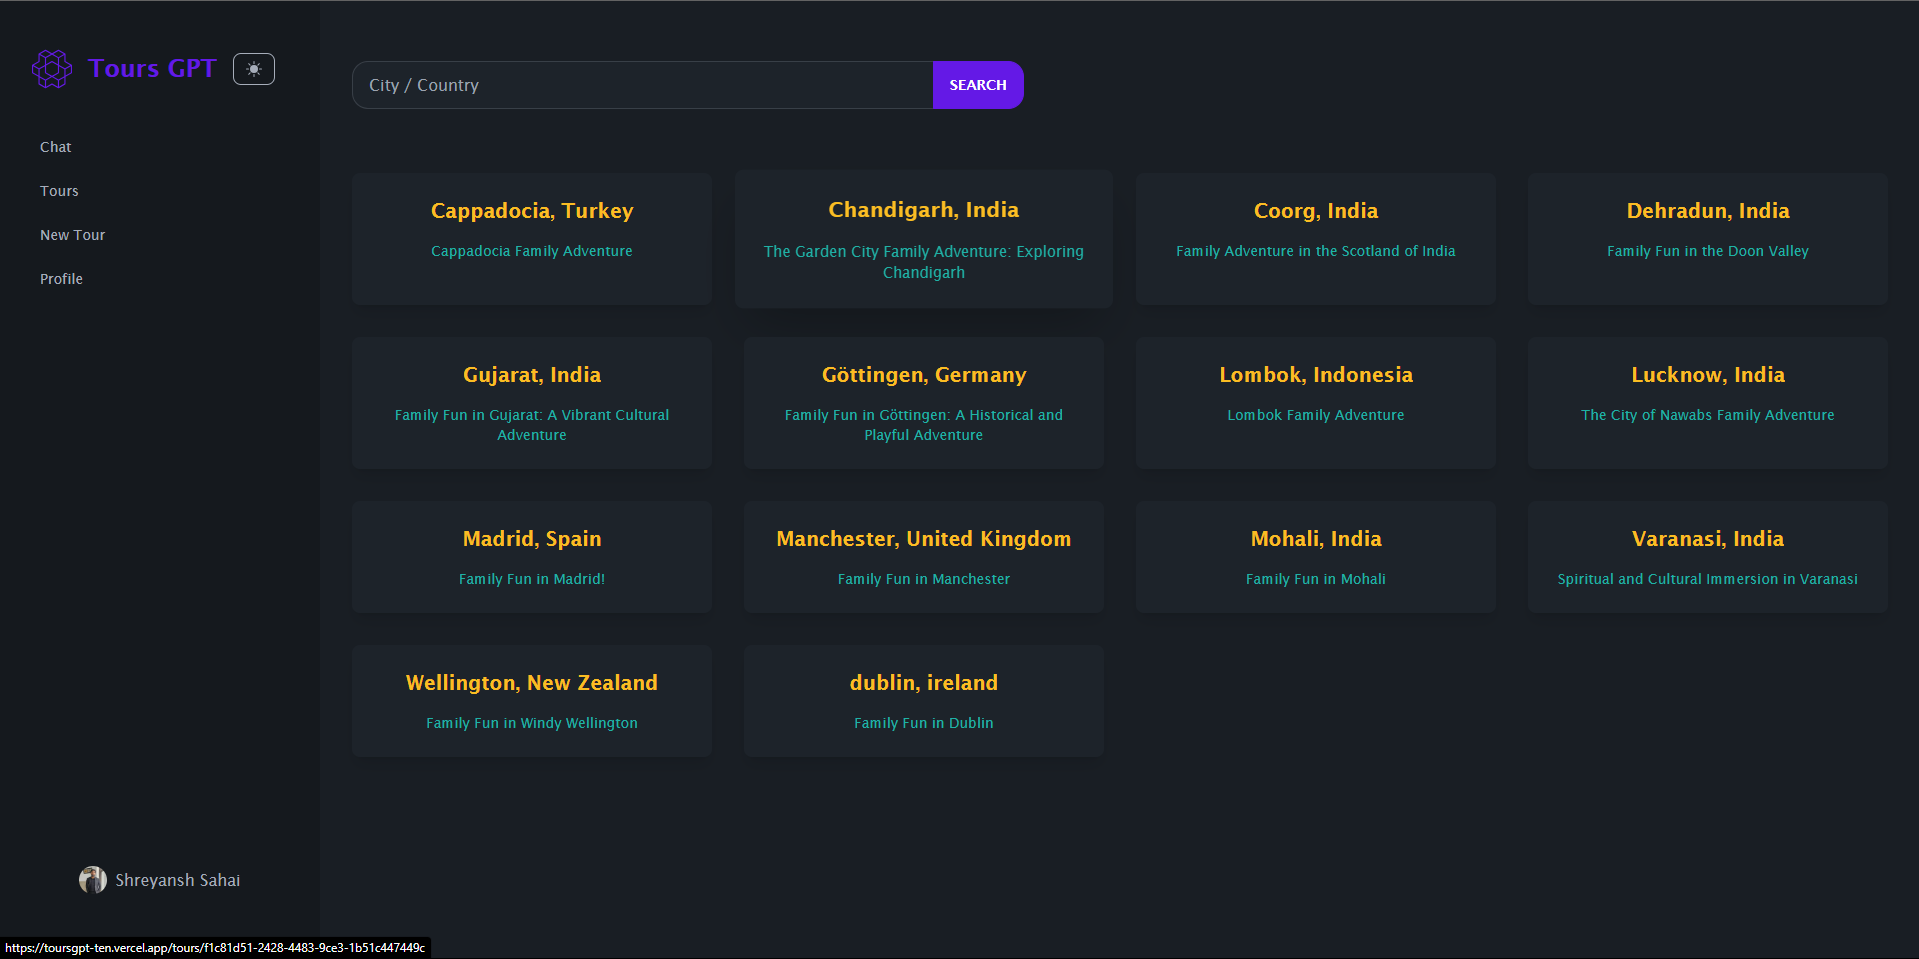 Tours GPT
Chat
Tours
New Tour
Profile
Shreyansh Sahai
City / Country
SEARCH
Cappadocia, Turkey
Cappadocia Family Adventure
Chandigarh, India
The Garden City Family Adventure: Exploring
Chandigarh
Coorg, India
Family Adventure in the Scotland of India
Dehradun, India
Family Fun in the Doon Valley
Gujarat, India
Family Fun in Gujarat: A Vibrant Cultural
Adventure
Göttingen, Germany
Family Fun in Göttingen: A Historical and
Playful Adventure
Lombok, Indonesia
Lombok Family Adventure
Lucknow, India
The City of Nawabs Family Adventure
Madrid, Spain
Family Fun in Madrid!
Manchester, United Kingdom
Family Fun in Manchester
Mohali, India
Family Fun in Mohali
Varanasi, India
Spiritual and Cultural Immersion in Varanasi
Wellington, New Zealand
Family Fun in Windy Wellington
dublin, ireland
Family Fun in Dublin
https://toursgpt-ten.vercel.app/tours/f1c81d51-2428-4483-9ce3-1b51c447449c